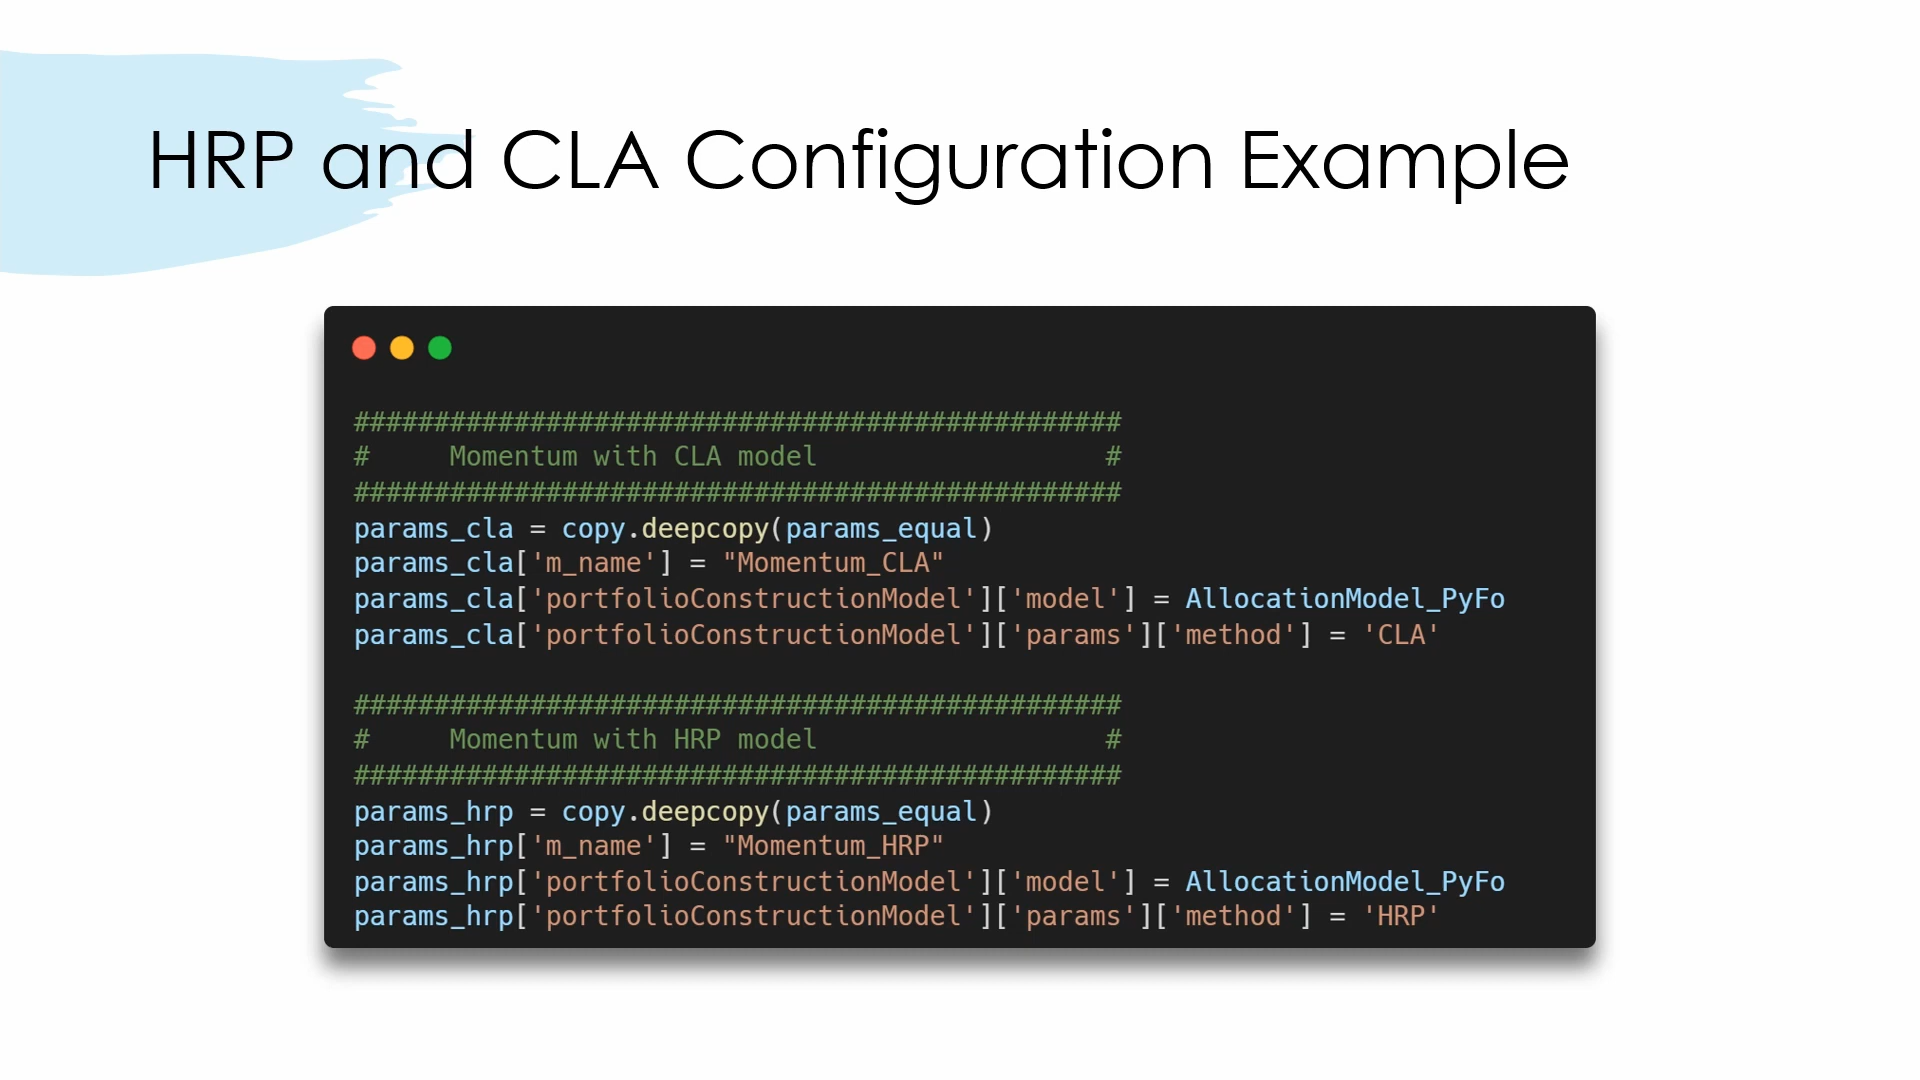 HRP and CLA Configuration Example
################################################
#     Momentum with CLA model                  #
################################################
params_cla = copy.deepcopy(params_equal)
params_cla['m_name'] = "Momentum_CLA"
params_cla['portfolioConstructionModel']['model'] = AllocationModel_PyFo
params_cla['portfolioConstructionModel']['params']['method'] = 'CLA'
################################################
#     Momentum with HRP model                  #
################################################
params_hrp = copy.deepcopy(params_equal)
params_hrp['m_name'] = "Momentum_HRP"
params_hrp['portfolioConstructionModel']['model'] = AllocationModel_PyFo
params_hrp['portfolioConstructionModel']['params']['method'] = 'HRP'